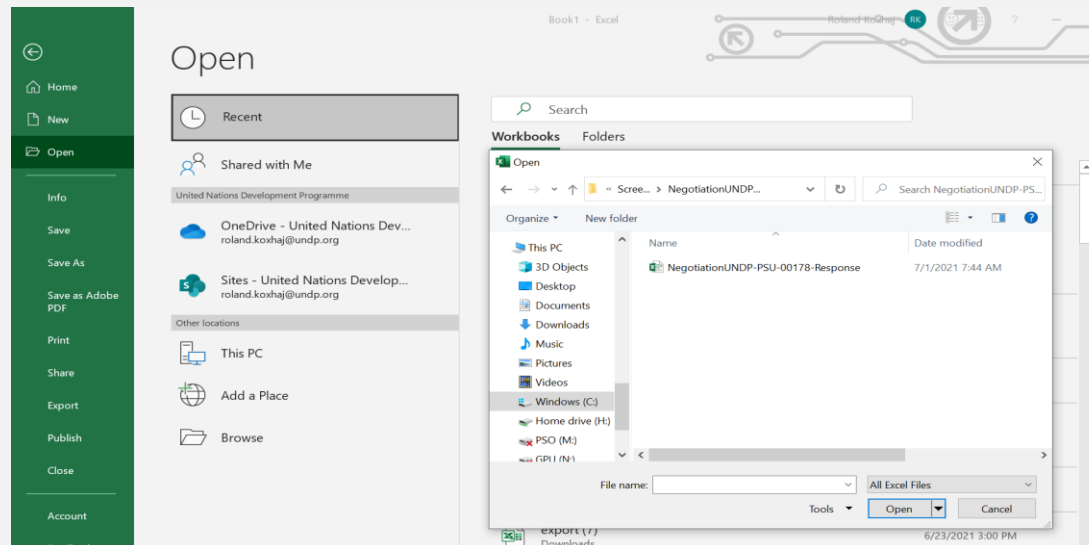 Book1 - Excel
Roland Koxhaj
RK
?
Open
Home
New
Open
Info
Save
Save As
Save as Adobe
PDF
Print
Share
Export
Publish
Close
Account
Recent
Shared with Me
United Nations Development Programme
OneDrive - United Nations Dev...
roland.koxhaj@undp.org
Sites - United Nations Develop...
roland.koxhaj@undp.org
Other locations
This PC
Add a Place
Browse
Search
Workbooks Folders
Open
« Scree... › NegotiationUNDP...
Search NegotiationUNDP-PS...
Organize New folder
This PC
3D Objects
Desktop
Documents
Downloads
Music
Pictures
Videos
Windows (C:)
Home drive (H:)
PSO (M:)
GPU (N:)
Name Date modified
NegotiationUNDP-PSU-00178-Response 7/1/2021 7:44 AM
File name:
All Excel Files
Tools Open Cancel
export (7)
Downloads
6/23/2021 3:00 PM